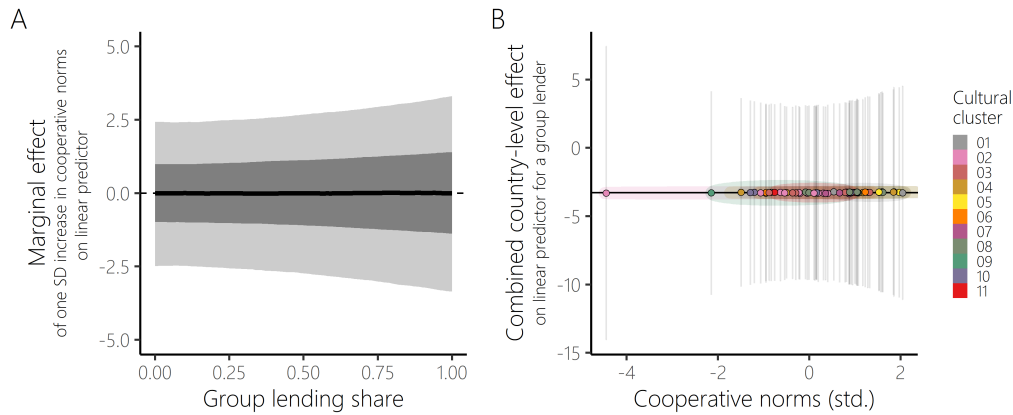 A
Marginal effect
of one SD increase in cooperative norms
on linear predictor
5.0
2.5
0.0
-2.5
-5.0
0.00
0.25
0.50
0.75
1.00
Group lending share
B
Combined country-level effect
on linear predictor for a group lender
5
0
-5
-10
-15
-4
-2
0
2
Cooperative norms (std.)
Cultural
cluster
01
02
03
04
05
06
07
08
09
10
11